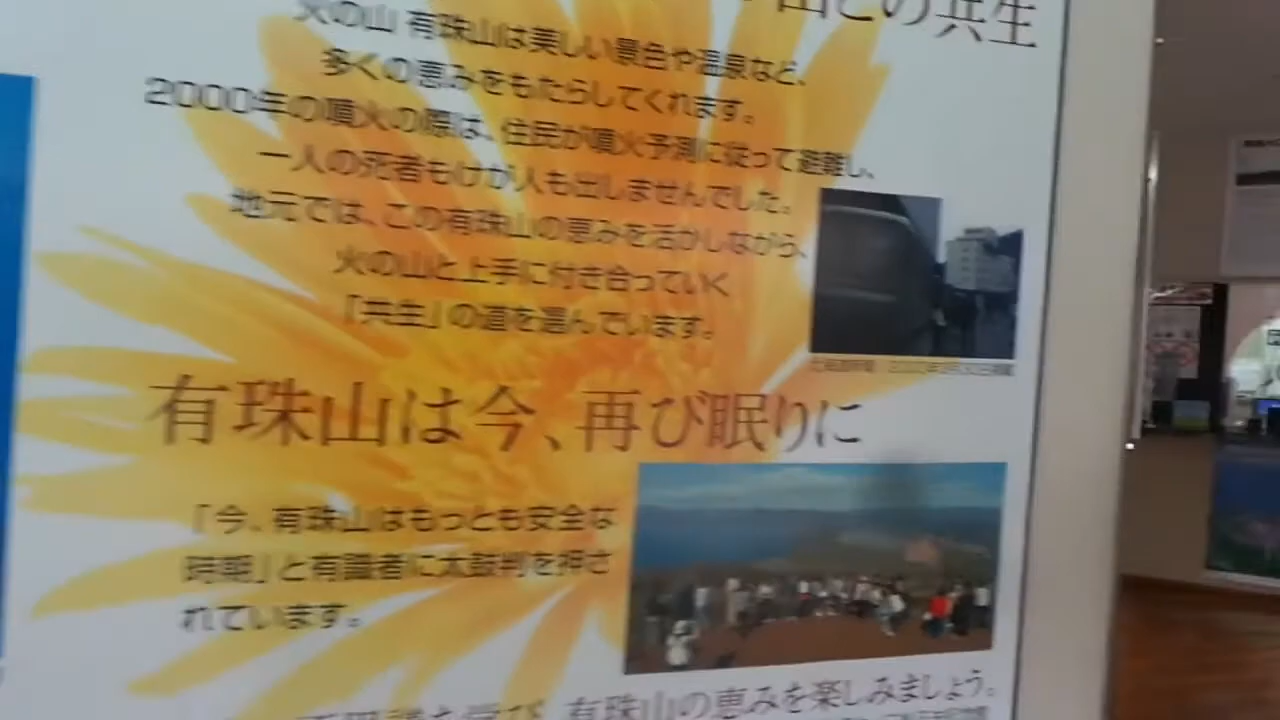 山との共生
火の山 有珠山は美しい景色や温泉など、
多くの恵みをもたらしてくれます。
2000年の噴火の際は、住民が噴火予測に従って避難し、
一人の死者もけが人も出しませんでした。
地元では、この有珠山の恵みを活かしながら、
火の山と上手に付き合っていく
「共生」の道を選んでいます。
有珠山は今、再び眠りに
「今、有珠山はもっとも安全な
時期」と有識者に太鼓判を押さ
れています。
を学び、有珠山の恵みを楽しみましょう。